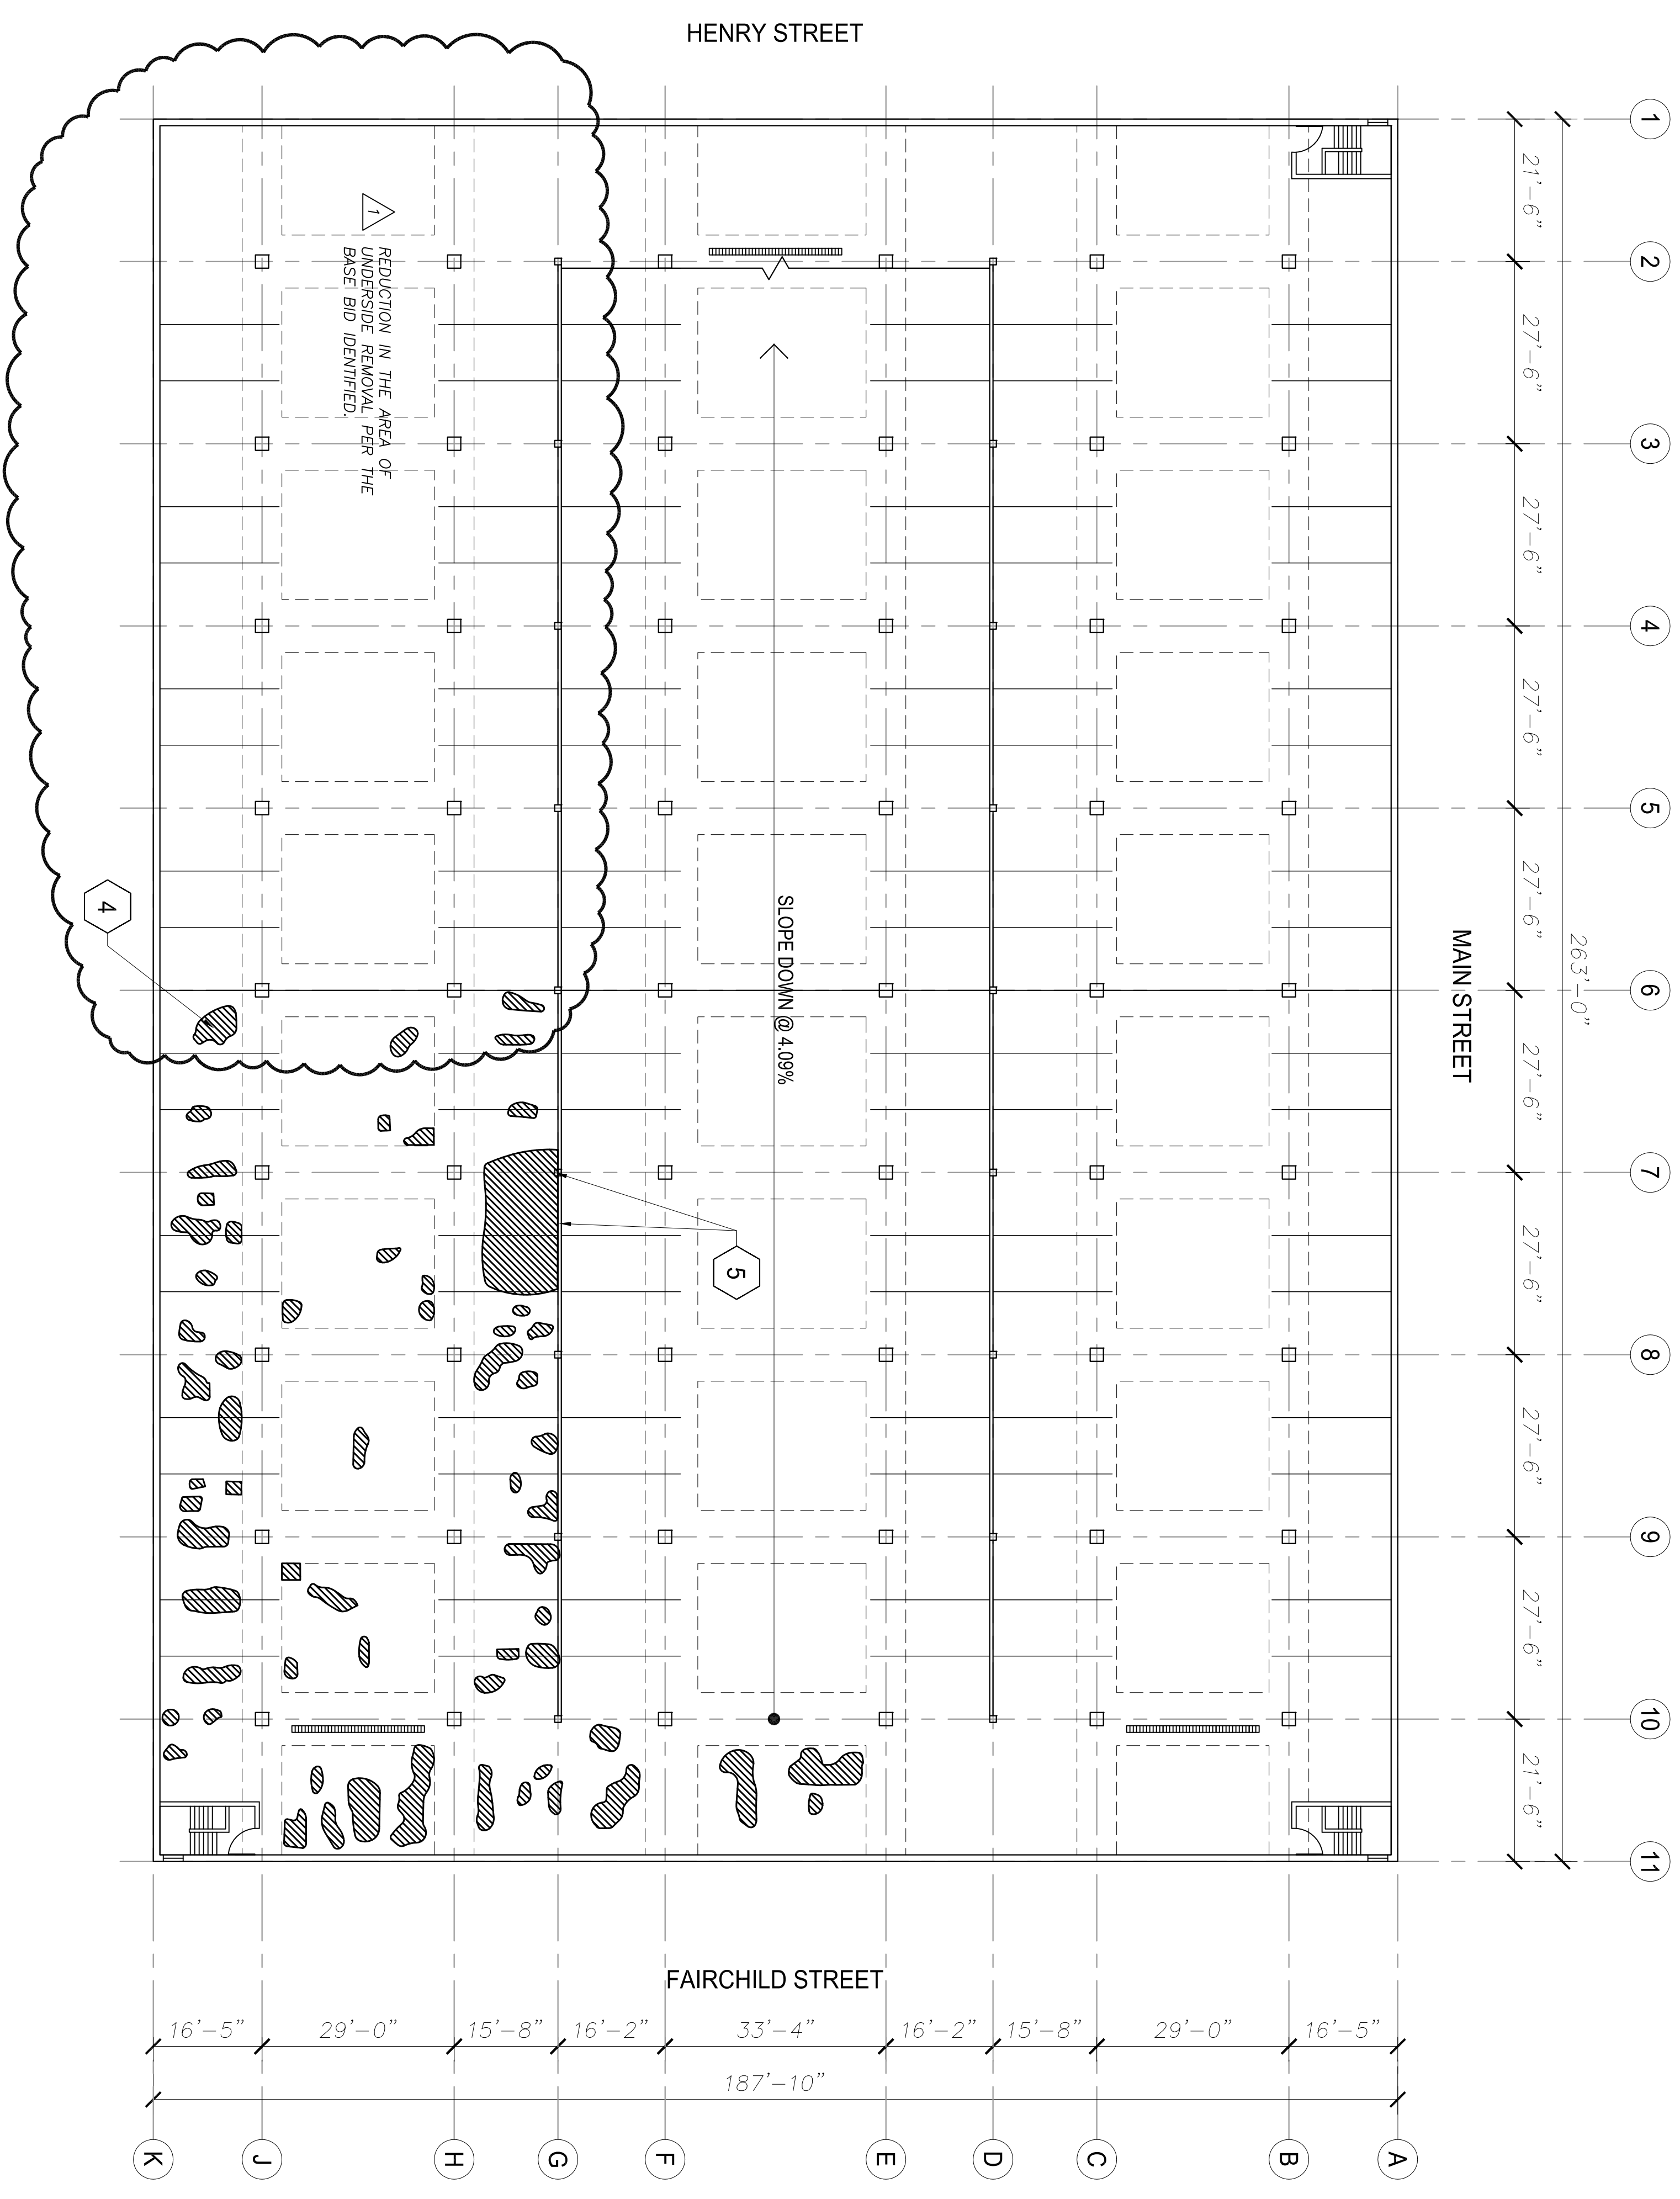 HENRY STREET
1
2
3
4
5
6
7
8
9
10
11
21'-6"
27'-6"
27'-6"
27'-6"
27'-6"
27'-6"
27'-6"
27'-6"
27'-6"
21'-6"
263'-0"
MAIN STREET
1
REDUCTION IN THE AREA OF
UNDERSIDE REMOVAL PER THE
BASE BID IDENTIFIED.
SLOPE DOWN @ 4.09%
4
5
FAIRCHILD STREET
16'-5"
29'-0"
15'-8"
16'-2"
33'-4"
16'-2"
15'-8"
29'-0"
16'-5"
187'-10"
K
J
H
G
F
E
D
C
B
A